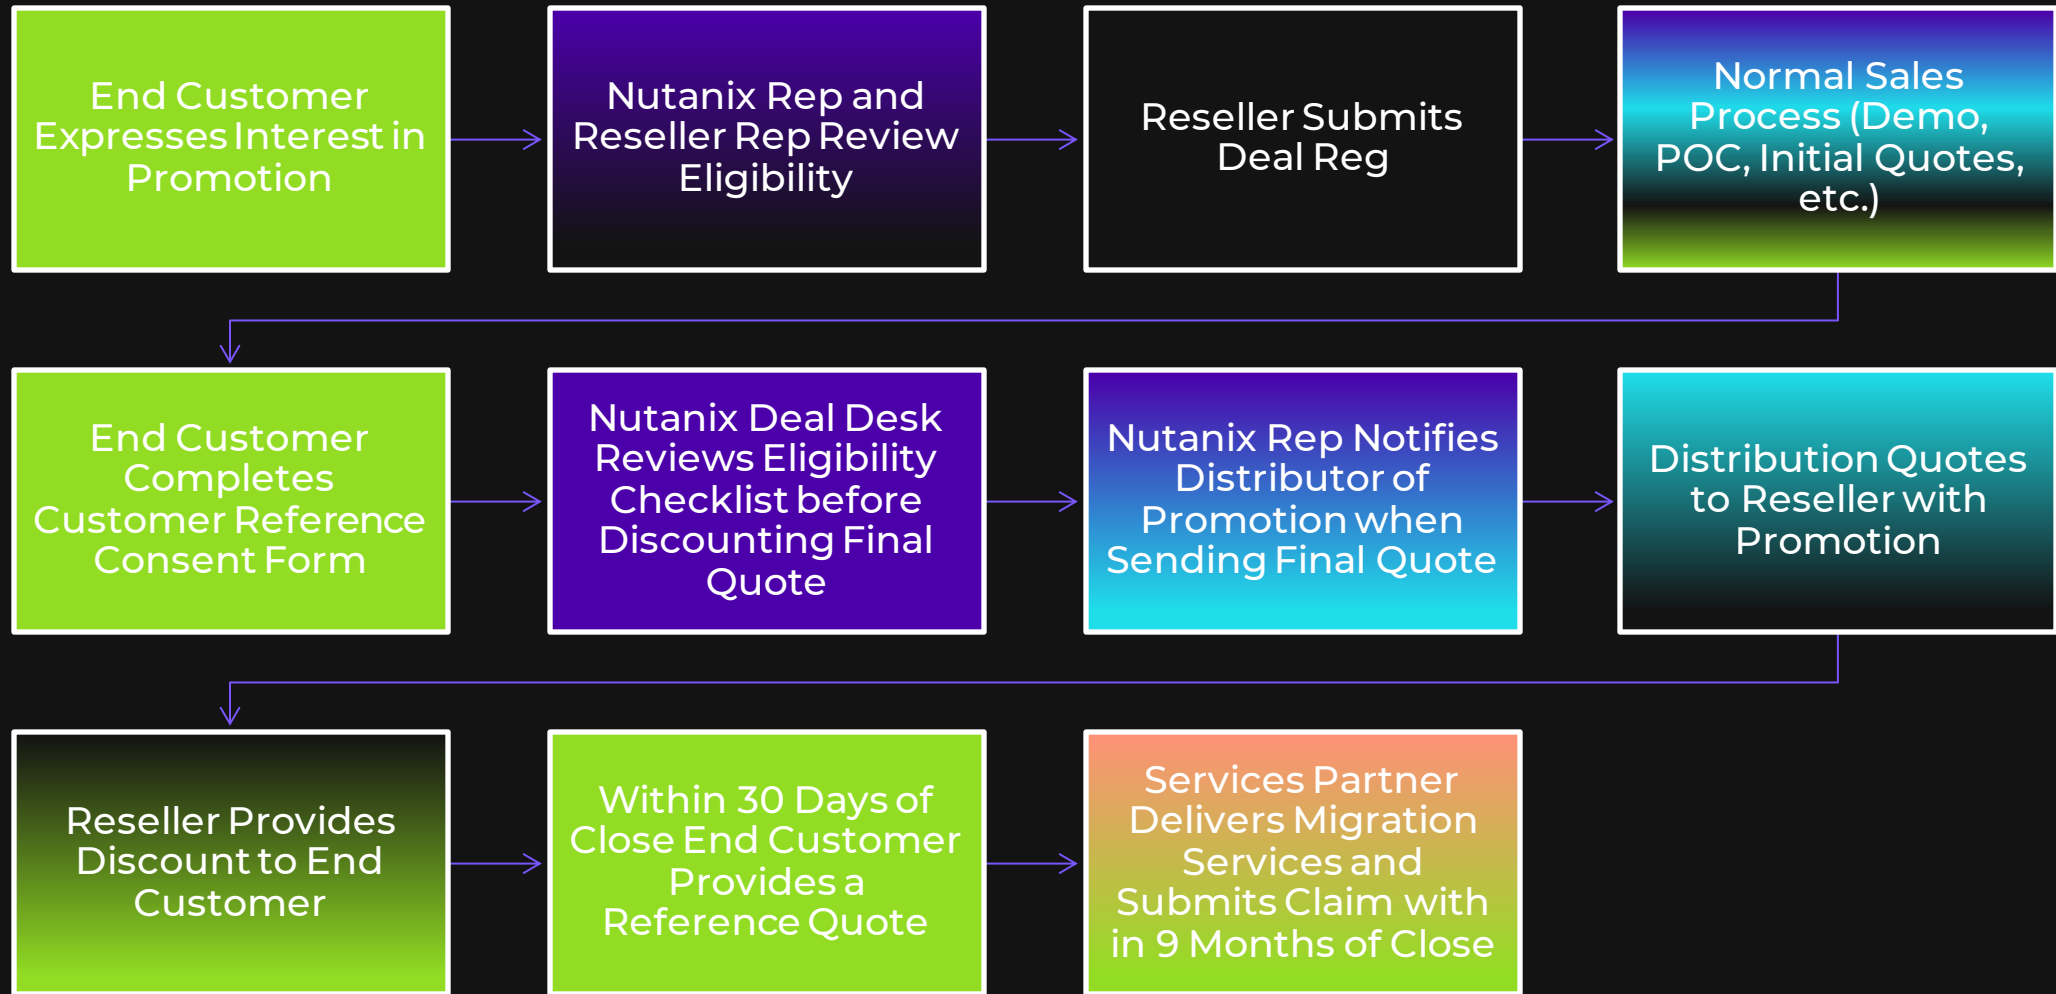 End Customer
Expresses Interest in
Promotion
Nutanix Rep and
Reseller Rep Review
Eligibility
Reseller Submits
Deal Reg
Normal Sales
Process (Demo,
POC, Initial Quotes,
etc.)
End Customer
Completes
Customer Reference
Consent Form
Nutanix Deal Desk
Reviews Eligibility
Checklist before
Discounting Final
Quote
Nutanix Rep Notifies
Distributor of
Promotion when
Sending Final Quote
Distribution Quotes
to Reseller with
Promotion
Reseller Provides
Discount to End
Customer
Within 30 Days of
Close End Customer
Provides a
Reference Quote
Services Partner
Delivers Migration
Services and
Submits Claim with
in 9 Months of Close